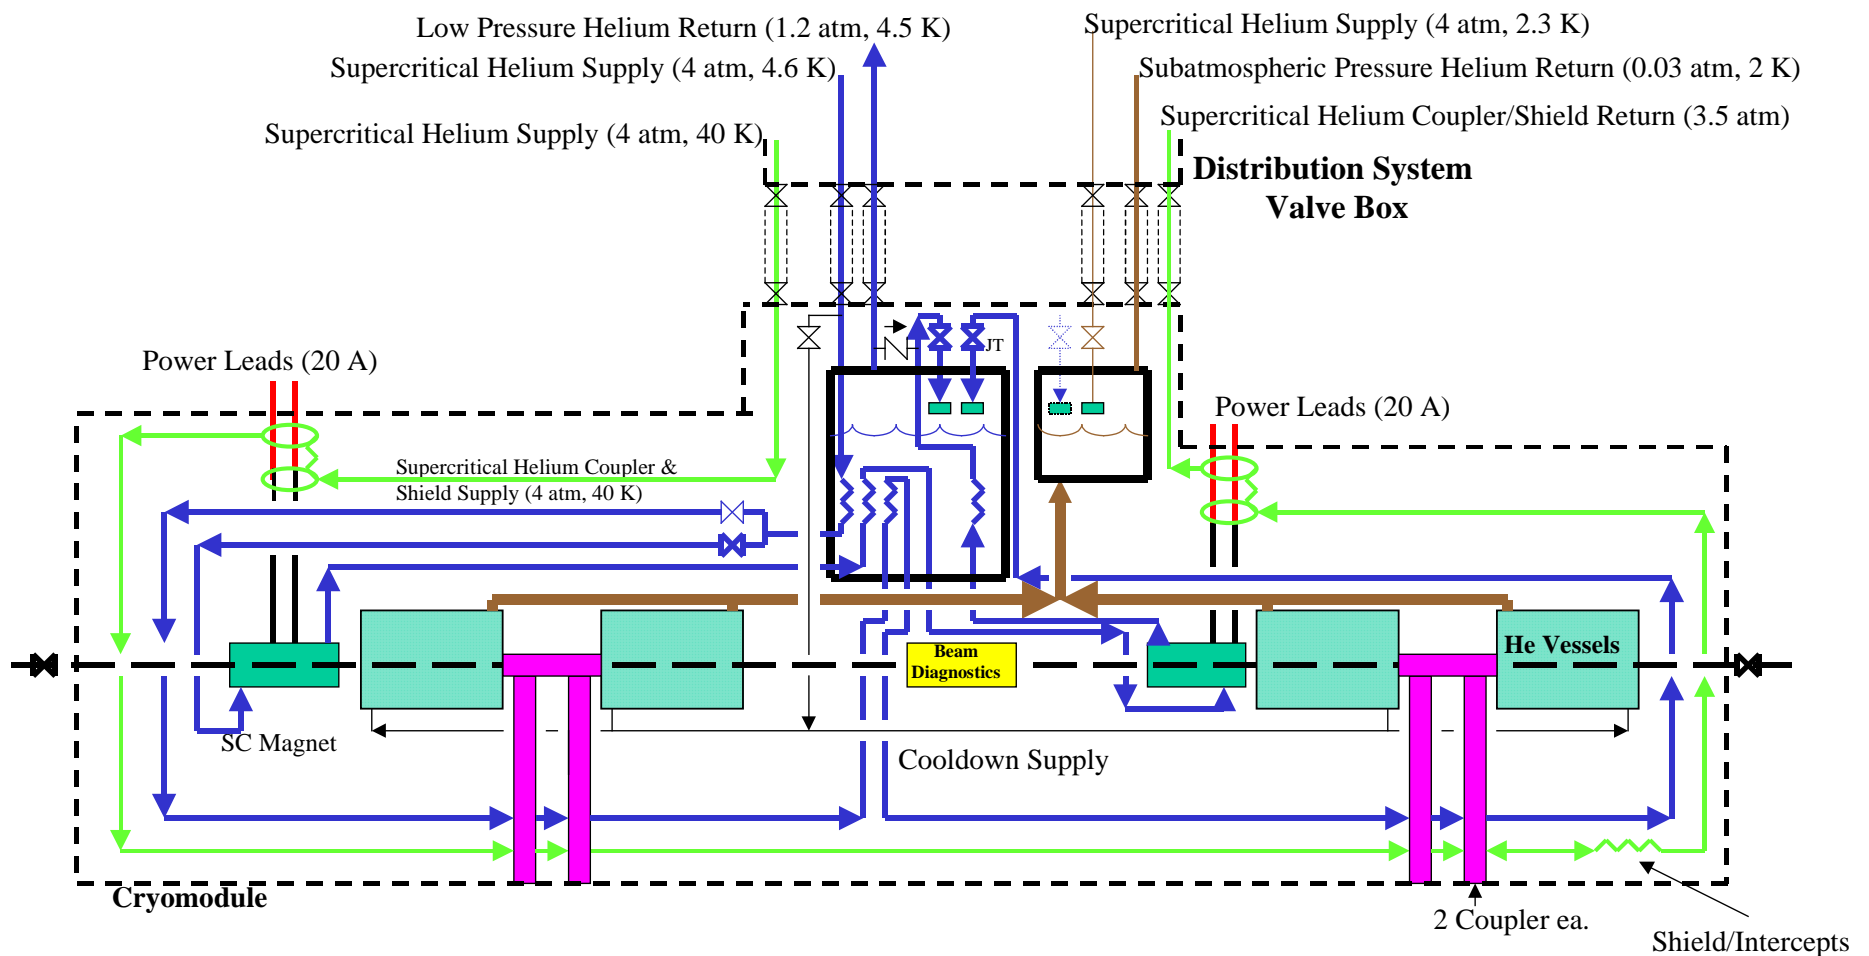 Low Pressure Helium Return (1.2 atm, 4.5 K)
Supercritical Helium Supply (4 atm, 2.3 K)
Supercritical Helium Supply (4 atm, 4.6 K)
Subatmospheric Pressure Helium Return (0.03 atm, 2 K)
Supercritical Helium Supply (4 atm, 40 K)
Supercritical Helium Coupler/Shield Return (3.5 atm)
Distribution System
Valve Box
JT
Power Leads (20 A)
Power Leads (20 A)
Supercritical Helium Coupler &
Shield Supply (4 atm, 40 K)
He Vessels
Beam
Diagnostics
SC Magnet
Cooldown Supply
Cryomodule
2 Coupler ea.
Shield/Intercepts